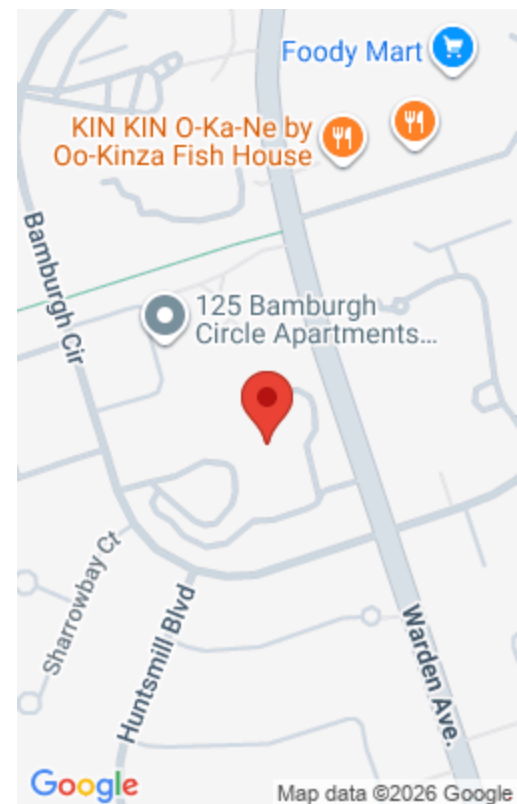 Foody Mart
KIN KIN O-Ka-Ne by
Oo-Kinza Fish House
Bamburgh Cir
125 Bamburgh
Circle Apartments...
Sharrowbay Ct
Huntsmill Blvd
Warden Ave.
Google
Map data ©2026 Google